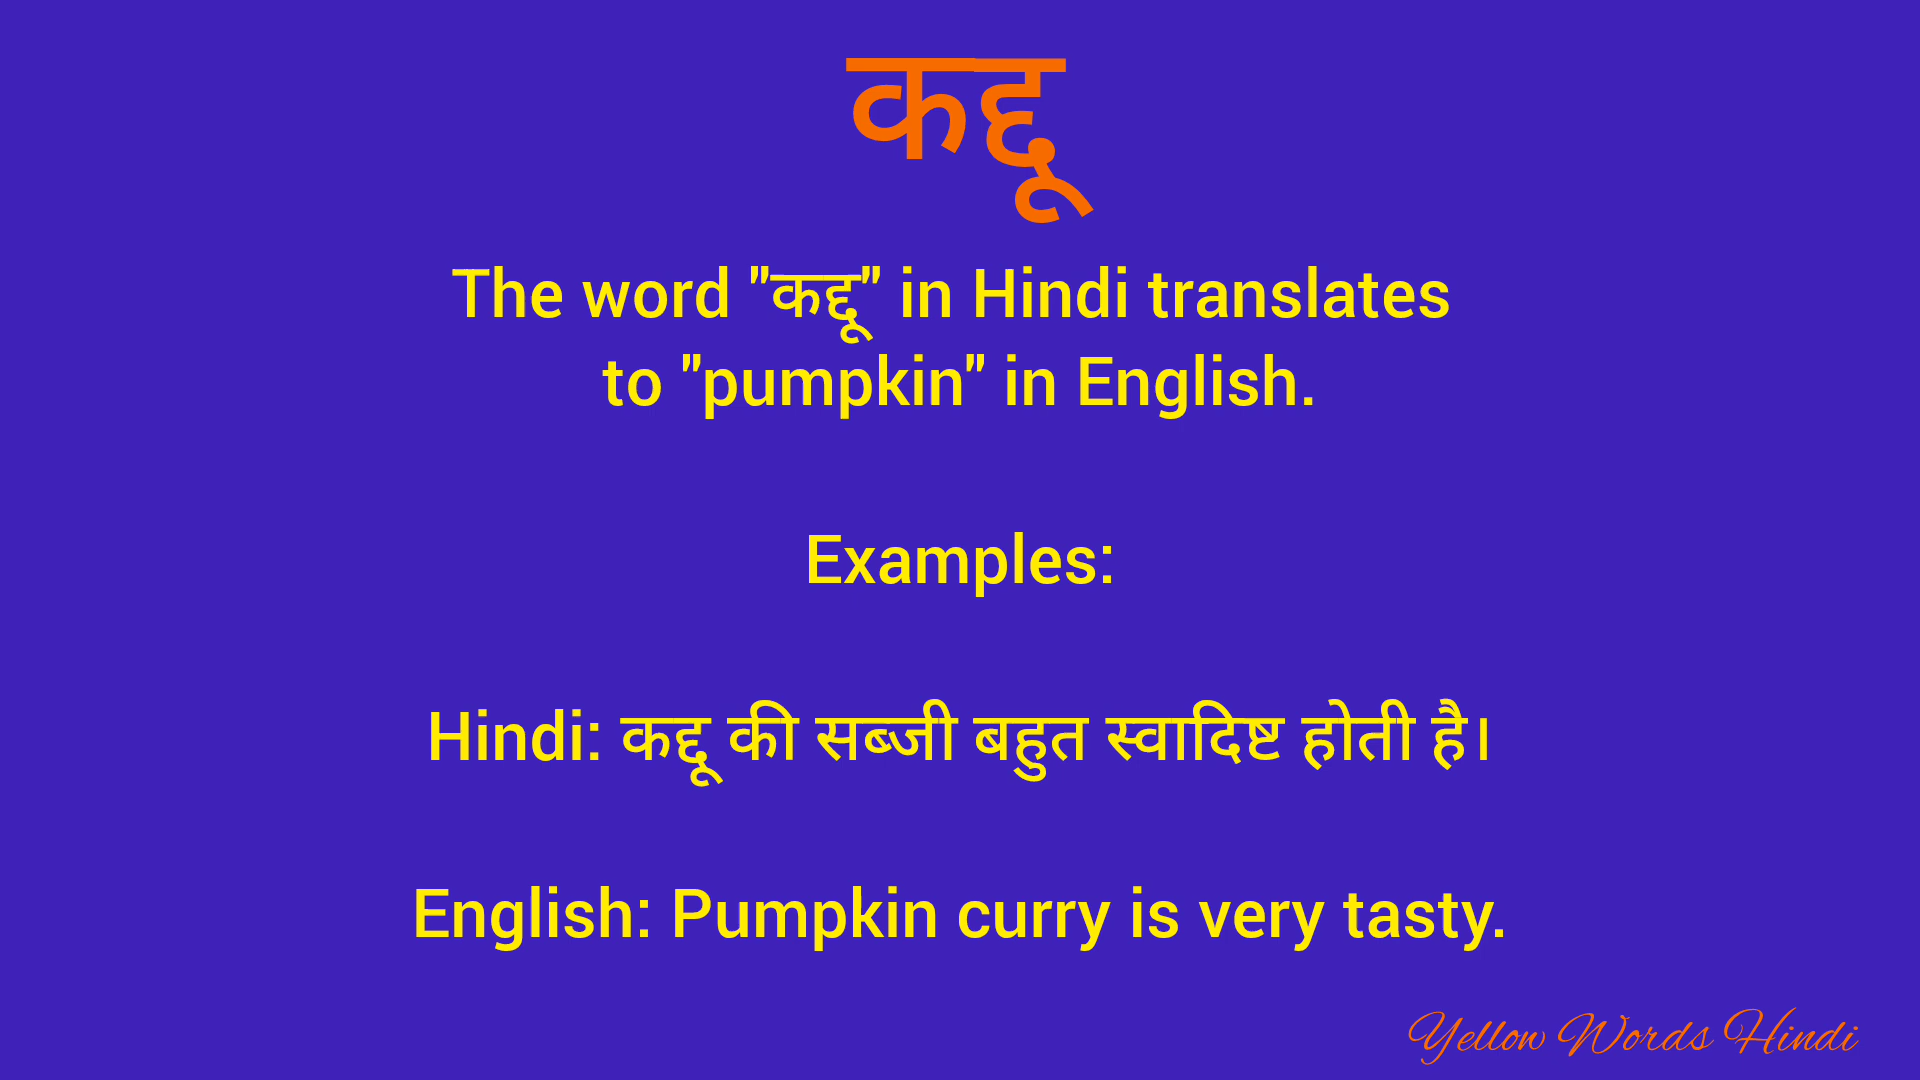 कद्दू
The word "कद्दू" in Hindi translates
to "pumpkin" in English.
Examples:
Hindi: कद्दू की सब्जी बहुत स्वादिष्ट होती है।
English: Pumpkin curry is very tasty.
Yellow Words Hindi